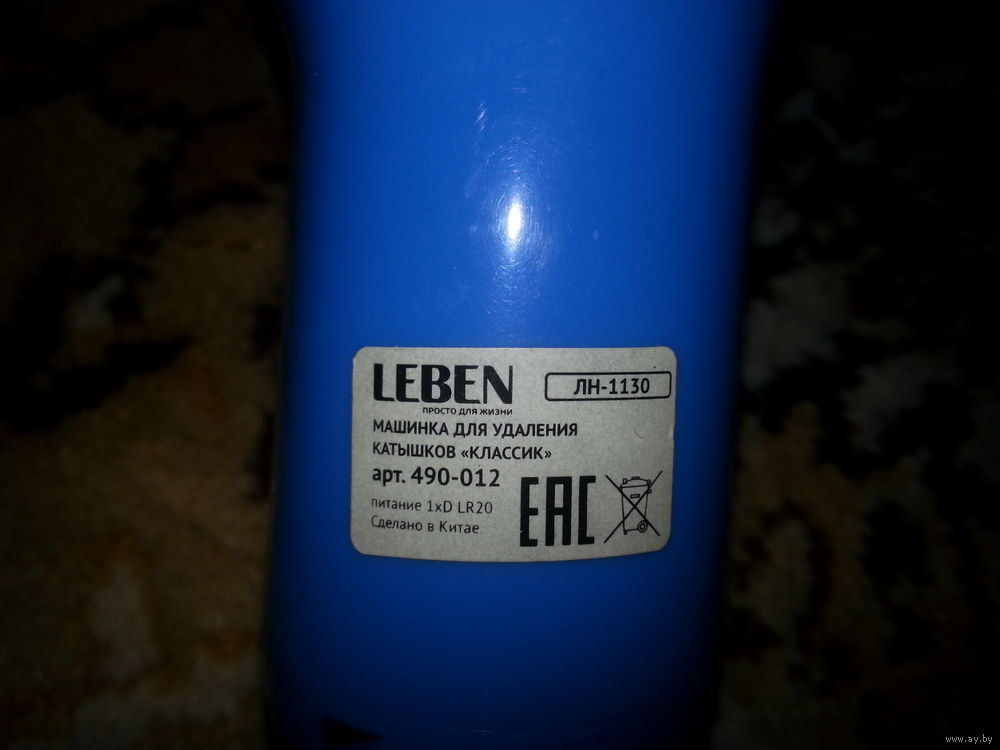 LEBEN
ЛН-1130
ПРОСТО ДЛЯ ЖИЗНИ
МАШИНКА ДЛЯ УДАЛЕНИЯ
КАТЫШКОВ «КЛАССИК»
арт. 490-012
питание 1xD LR20
Сделано в Китае.
EAC
www.ay.by